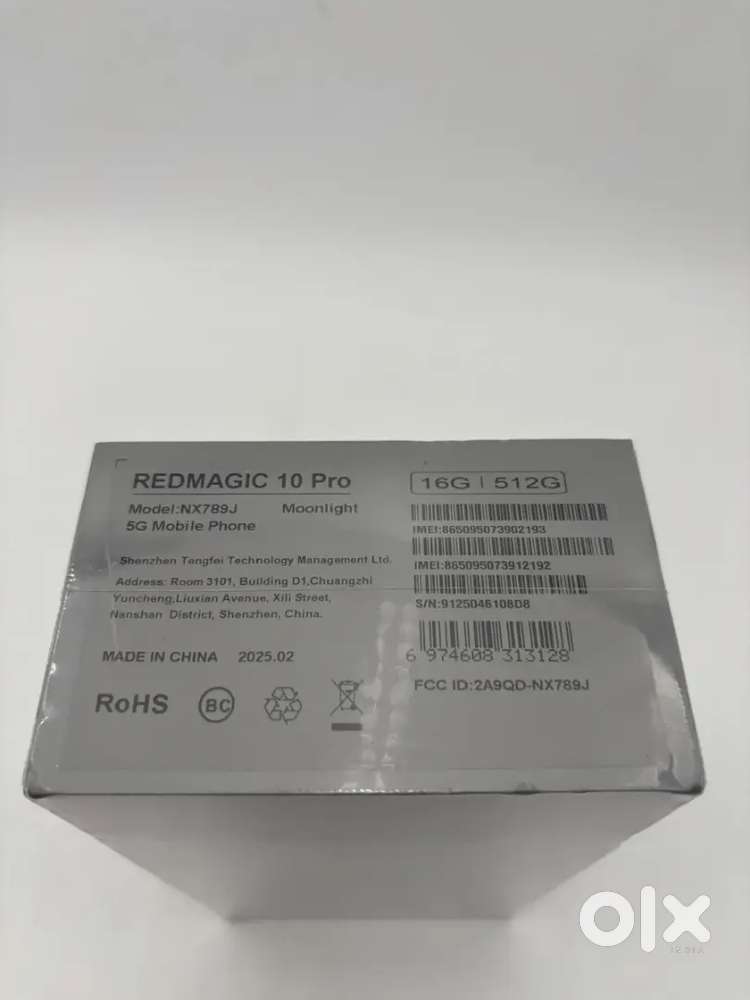 REDMAGIC 10 Pro
16G | 512G
Model:NX789J Moonlight
5G Mobile Phone
IMEI:865095073902193
IMEI:865095073912192
S/N:9125046108D8
Shenzhen Tengfei Technology Management Ltd.
Address: Room 3101, Building D1,Chuangzhi
Yuncheng,Liuxian Avenue, Xili Street,
Nanshan District, Shenzhen, China.
MADE IN CHINA 2025.02
6 974608 313128
FCC ID:2A9QD-NX789J
RoHS
BC
olx